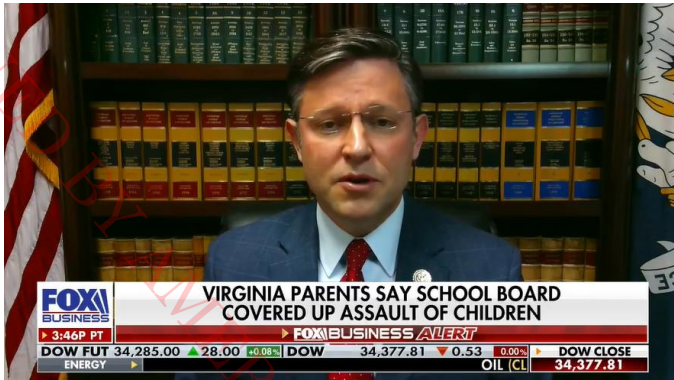 FOX
BUSINESS
3:46P PT
VIRGINIA PARENTS SAY SCHOOL BOARD
COVERED UP ASSAULT OF CHILDREN
FOX BUSINESS ALERT
DOW FUT 34,285.00 ▲ 28.00 +0.08% DOW 34,377.81 ▼ 0.53 0.00% DOW CLOSE
ENERGY OIL (CL 34,377.81